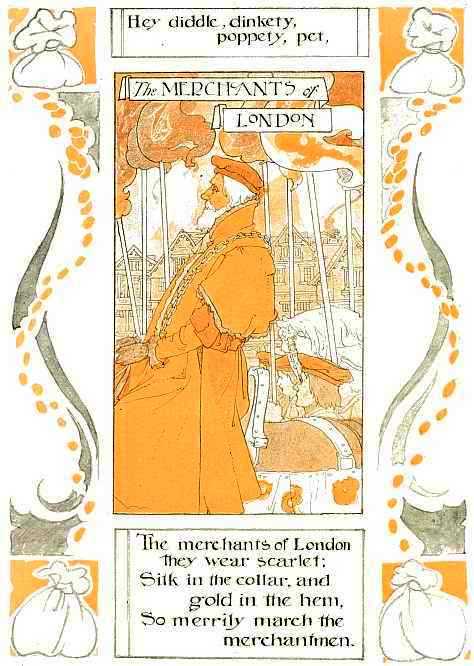 Hey diddle, dinkety,
poppety, pet,
The MERCHANTS of
LONDON
The merchants of London
they wear scarlet;
Silk in the collar, and
gold in the hem,
So merrily march the
merchantmen.